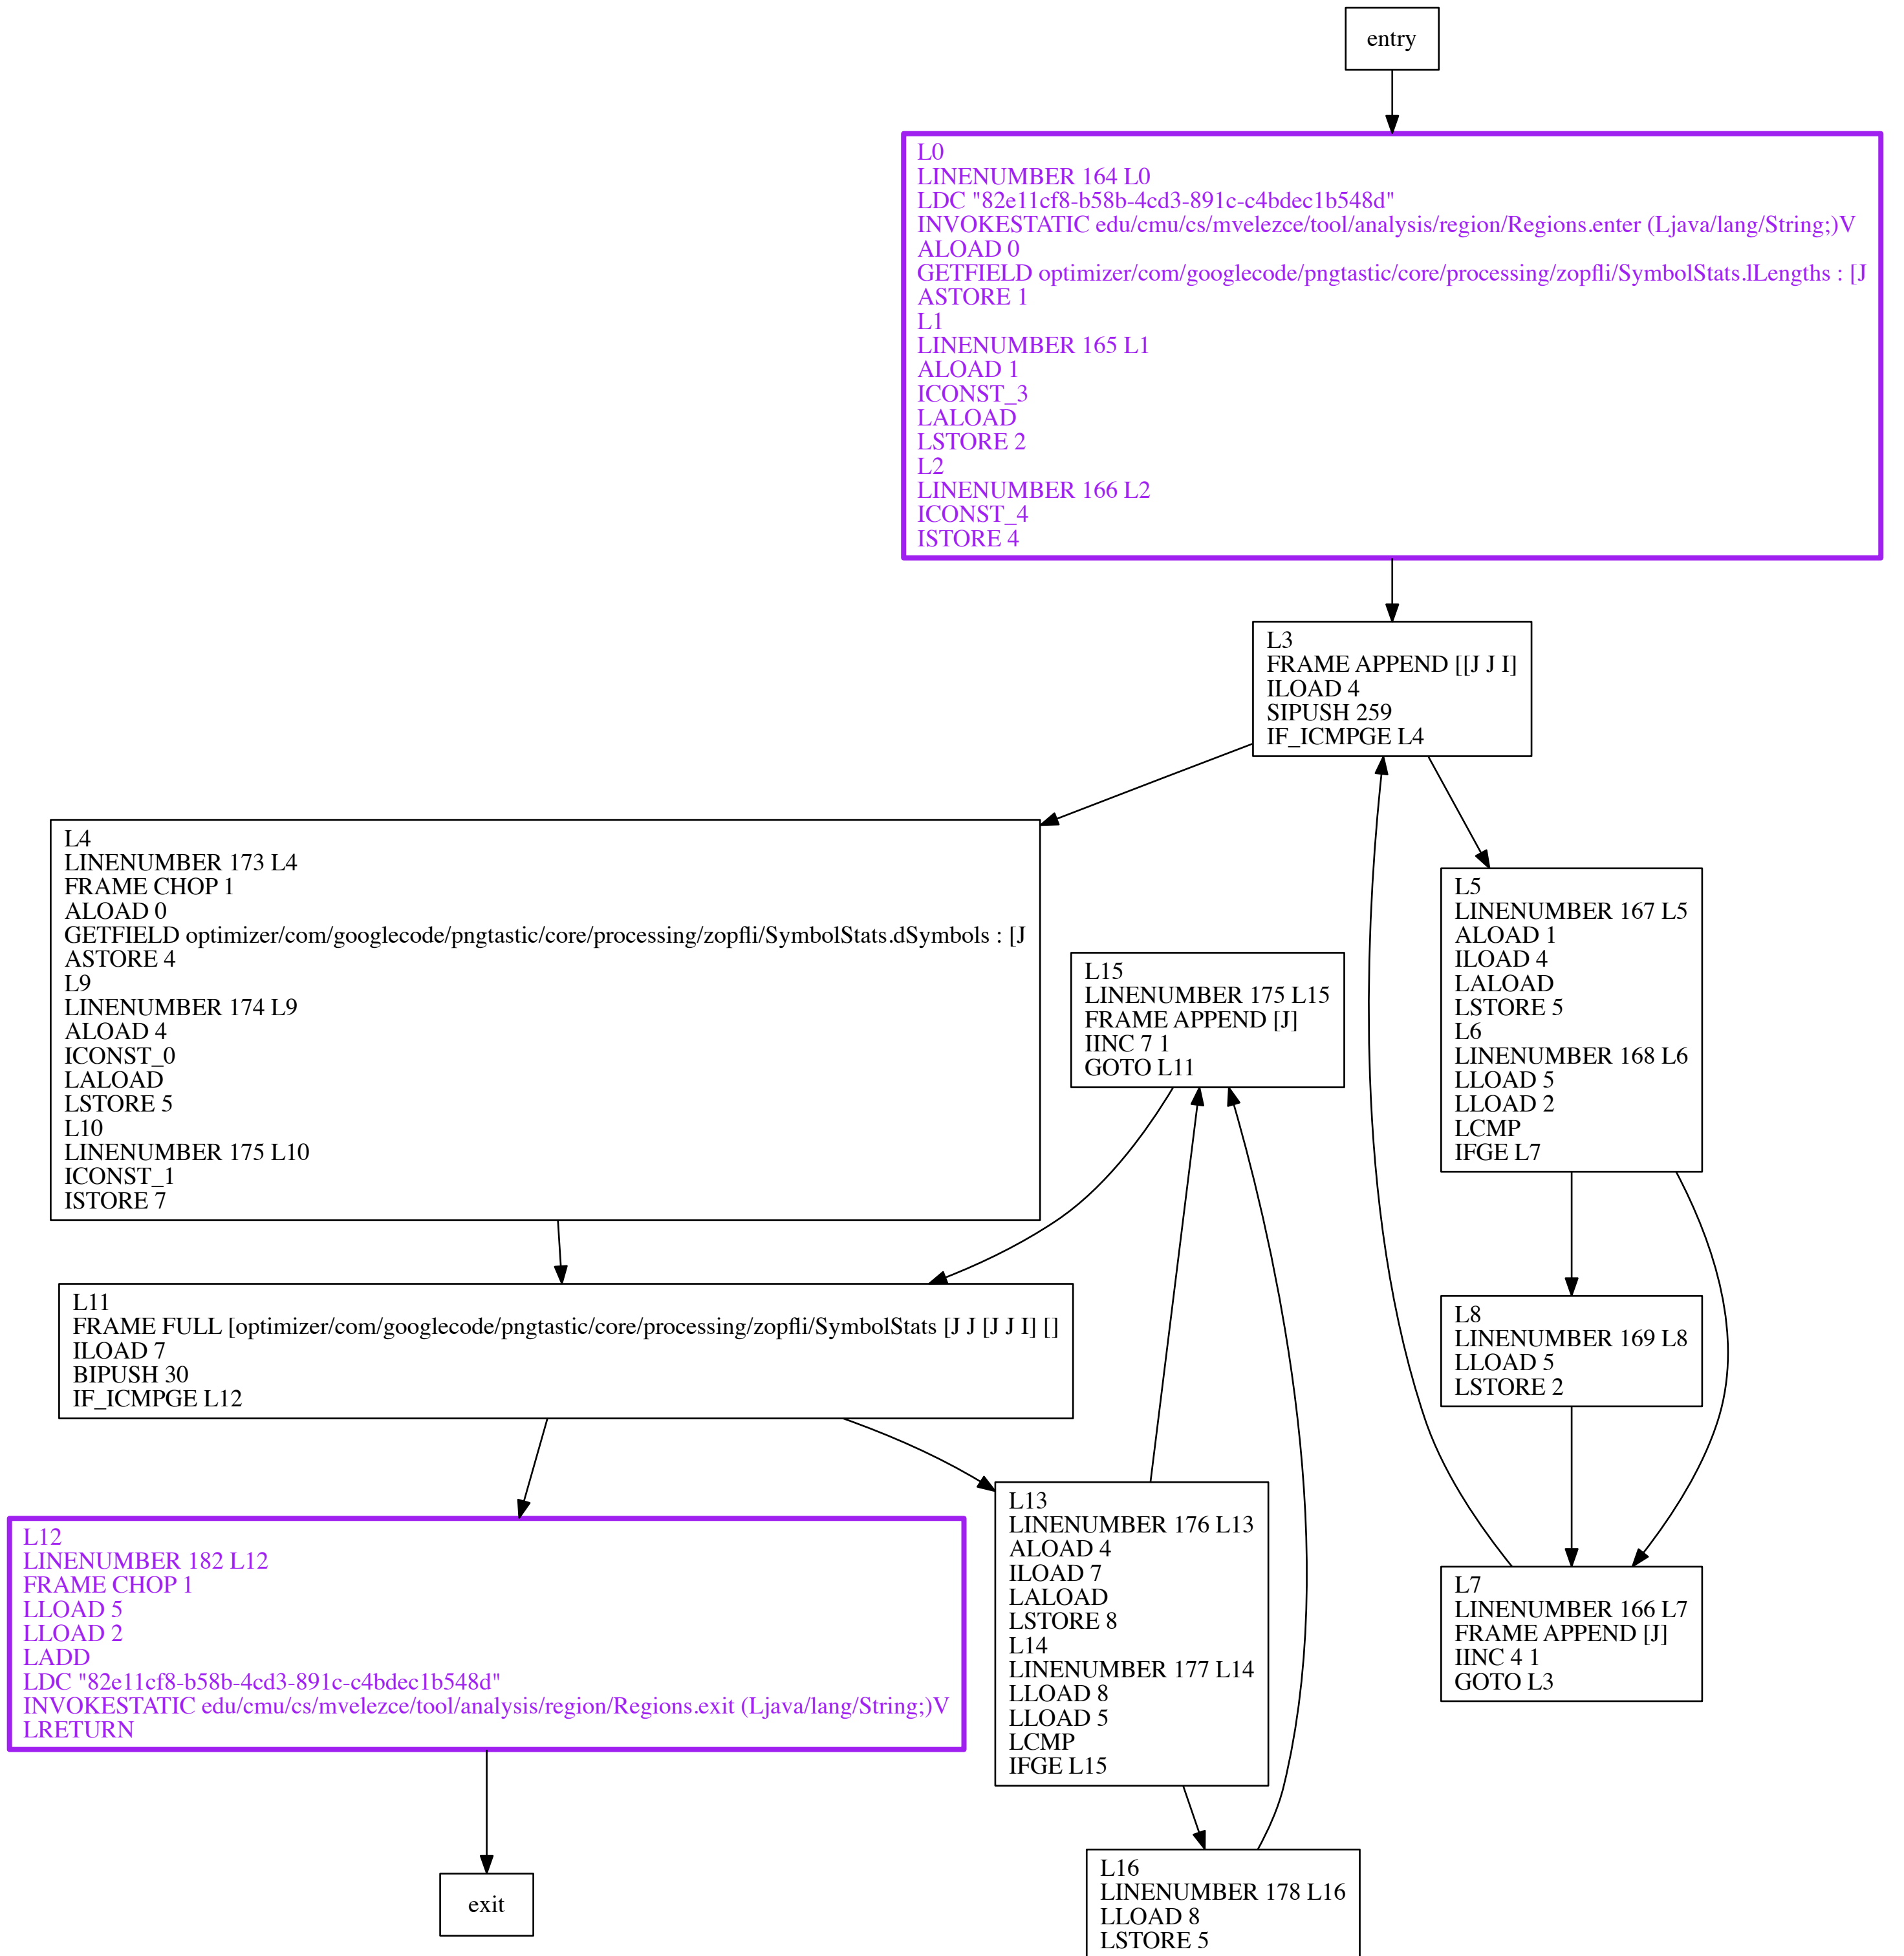 entry
L0
LINENUMBER 164 L0
LDC "82e11cf8-b58b-4cd3-891c-c4bdec1b548d"
INVOKESTATIC edu/cmu/cs/mvelezce/tool/analysis/region/Regions.enter (Ljava/lang/String;)V
ALOAD 0
GETFIELD optimizer/com/googlecode/pngtastic/core/processing/zopfli/SymbolStats.lLengths : [J
ASTORE 1
L1
LINENUMBER 165 L1
ALOAD 1
ICONST_3
LALOAD
LSTORE 2
L2
LINENUMBER 166 L2
ICONST_4
ISTORE 4
L3
FRAME APPEND [[J J I]
ILOAD 4
SIPUSH 259
IF_ICMPGE L4
L4
LINENUMBER 173 L4
FRAME CHOP 1
ALOAD 0
GETFIELD optimizer/com/googlecode/pngtastic/core/processing/zopfli/SymbolStats.dSymbols : [J
ASTORE 4
L9
LINENUMBER 174 L9
ALOAD 4
ICONST_0
LALOAD
LSTORE 5
L10
LINENUMBER 175 L10
ICONST_1
ISTORE 7
L15
LINENUMBER 175 L15
FRAME APPEND [J]
IINC 7 1
GOTO L11
L5
LINENUMBER 167 L5
ALOAD 1
ILOAD 4
LALOAD
LSTORE 5
L6
LINENUMBER 168 L6
LLOAD 5
LLOAD 2
LCMP
IFGE L7
L11
FRAME FULL [optimizer/com/googlecode/pngtastic/core/processing/zopfli/SymbolStats [J J [J J I] []
ILOAD 7
BIPUSH 30
IF_ICMPGE L12
L8
LINENUMBER 169 L8
LLOAD 5
LSTORE 2
L12
LINENUMBER 182 L12
FRAME CHOP 1
LLOAD 5
LLOAD 2
LADD
LDC "82e11cf8-b58b-4cd3-891c-c4bdec1b548d"
INVOKESTATIC edu/cmu/cs/mvelezce/tool/analysis/region/Regions.exit (Ljava/lang/String;)V
LRETURN
L13
LINENUMBER 176 L13
ALOAD 4
ILOAD 7
LALOAD
LSTORE 8
L14
LINENUMBER 177 L14
LLOAD 8
LLOAD 5
LCMP
IFGE L15
L7
LINENUMBER 166 L7
FRAME APPEND [J]
IINC 4 1
GOTO L3
exit
L16
LINENUMBER 178 L16
LLOAD 8
LSTORE 5